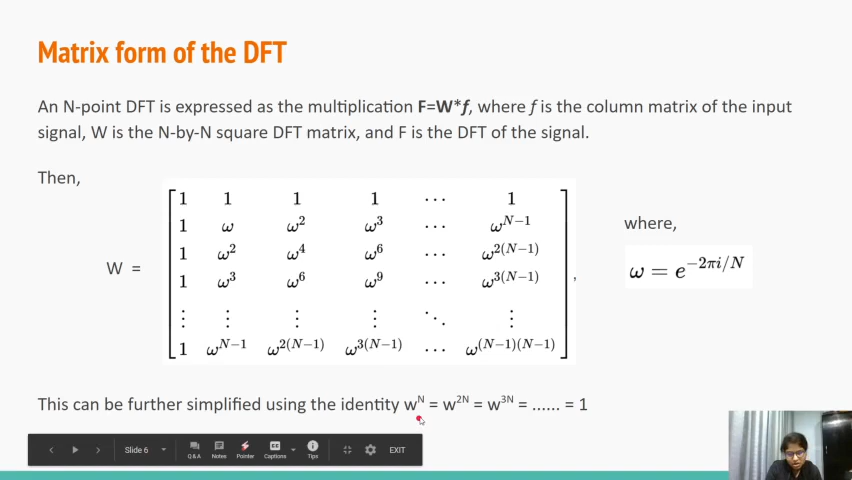 Matrix form of the DFT
An N-point DFT is expressed as the multiplication F=W*f, where f is the column matrix of the input
signal, W is the N-by-N square DFT matrix, and F is the DFT of the signal.
Then,
1 1 1 1 ⋯ 1
1 ω ω² ω³ ⋯ ω^{N−1}
1 ω² ω⁴ ω⁶ ⋯ ω^{2(N−1)}
1 ω³ ω⁶ ω⁹ ⋯ ω^{3(N−1)}
⋮ ⋮ ⋮ ⋮ ⋱ ⋮
1 ω^{N−1} ω^{2(N−1)} ω^{3(N−1)} ⋯ ω^{(N−1)(N−1)}
W =
,
where,
ω = e^{−2πi/N}
This can be further simplified using the identity w^N = w^{2N} = w^{3N} = ...... = 1
Slide 6
Q&A Notes Pointer Captions Tips
CC
EXIT